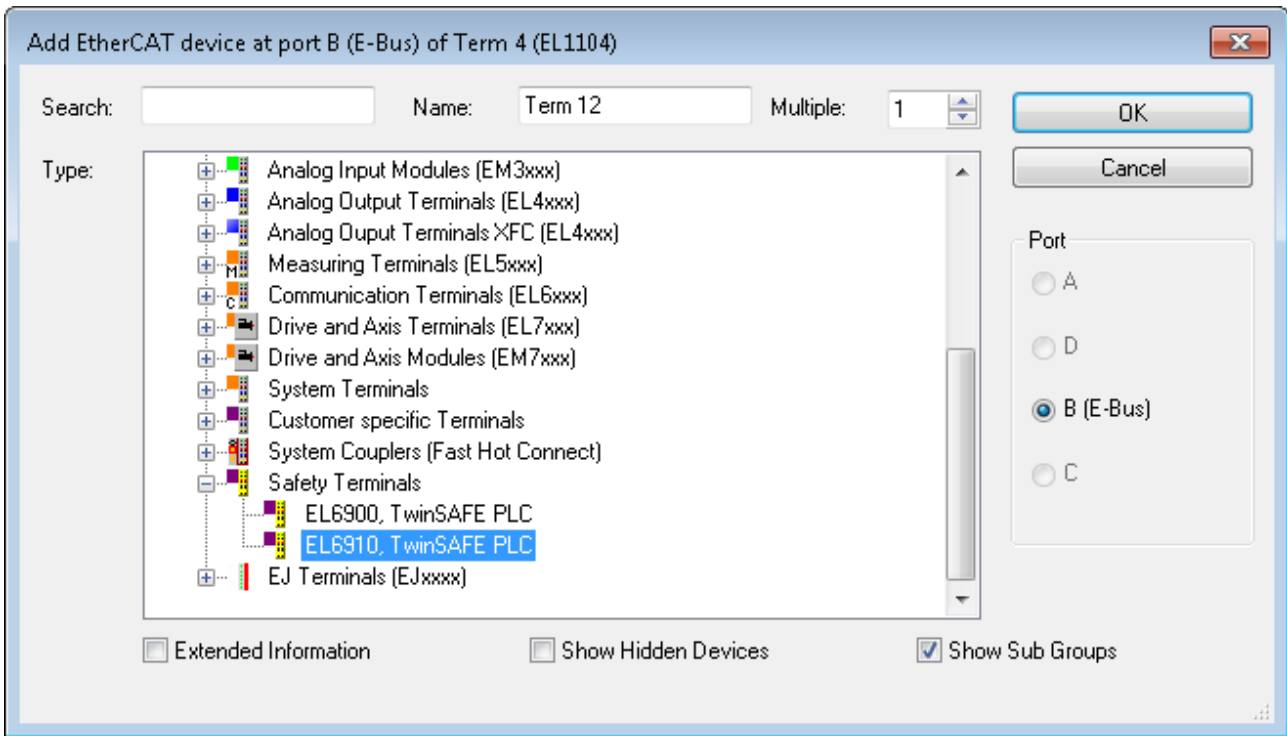 Add EtherCAT device at port B (E-Bus) of Term 4 (EL1104)
Search: Name: Term 12 Multiple: 1 OK
Type: Cancel
Analog Input Modules (EM3xxx)
Analog Output Terminals (EL4xxx)
Analog Ouput Terminals XFC (EL4xxx)
Measuring Terminals (EL5xxx)
Communication Terminals (EL6xxx)
Drive and Axis Terminals (EL7xxx)
Drive and Axis Modules (EM7xxx)
System Terminals
Customer specific Terminals
System Couplers (Fast Hot Connect)
Safety Terminals
EL6900, TwinSAFE PLC
EL6910, TwinSAFE PLC
EJ Terminals (EJxxxx)
Port
A
D
B (E-Bus)
C
Extended Information Show Hidden Devices Show Sub Groups